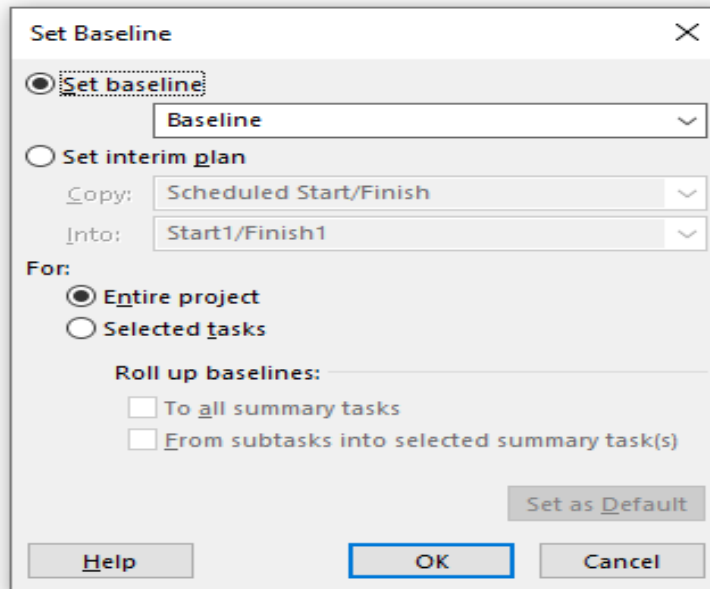 Set Baseline
Set baseline
Baseline
Set interim plan
Copy: Scheduled Start/Finish
Into: Start1/Finish1
For:
Entire project
Selected tasks
Roll up baselines:
To all summary tasks
From subtasks into selected summary task(s)
Set as Default
Help OK Cancel